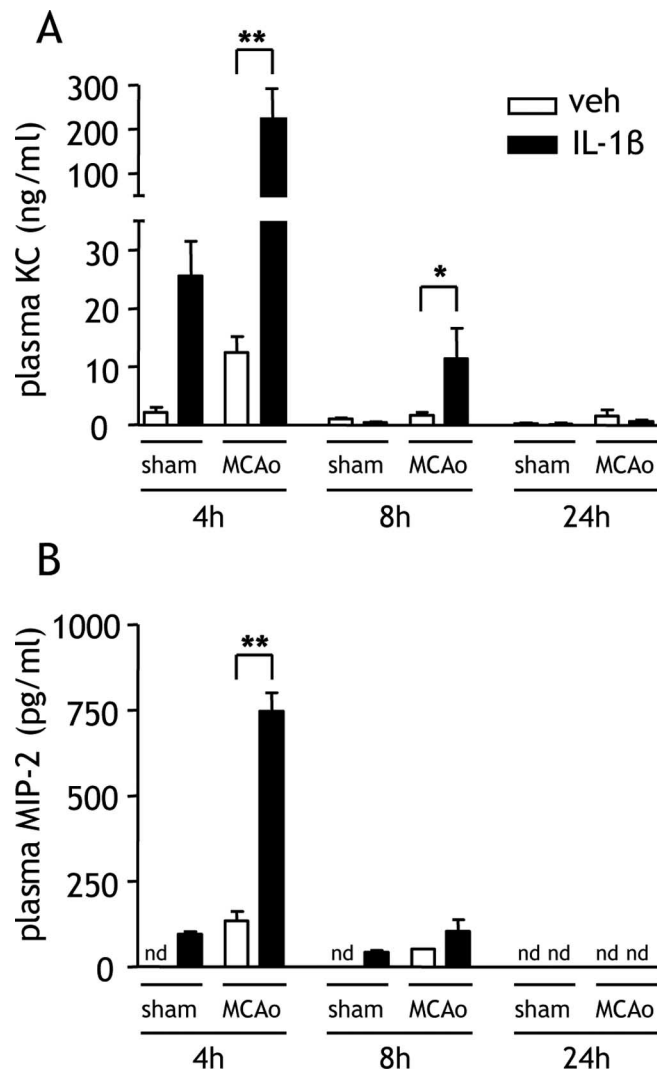 A
**
300
200
100
30
20
10
0
plasma KC (ng/ml)
veh
IL-1ß
*
sham MCAo sham MCAo sham MCAo
4h 8h 24h
B
1000
750
500
250
0
plasma MIP-2 (pg/ml)
**
nd nd nd nd nd nd
sham MCAo sham MCAo sham MCAo
4h 8h 24h